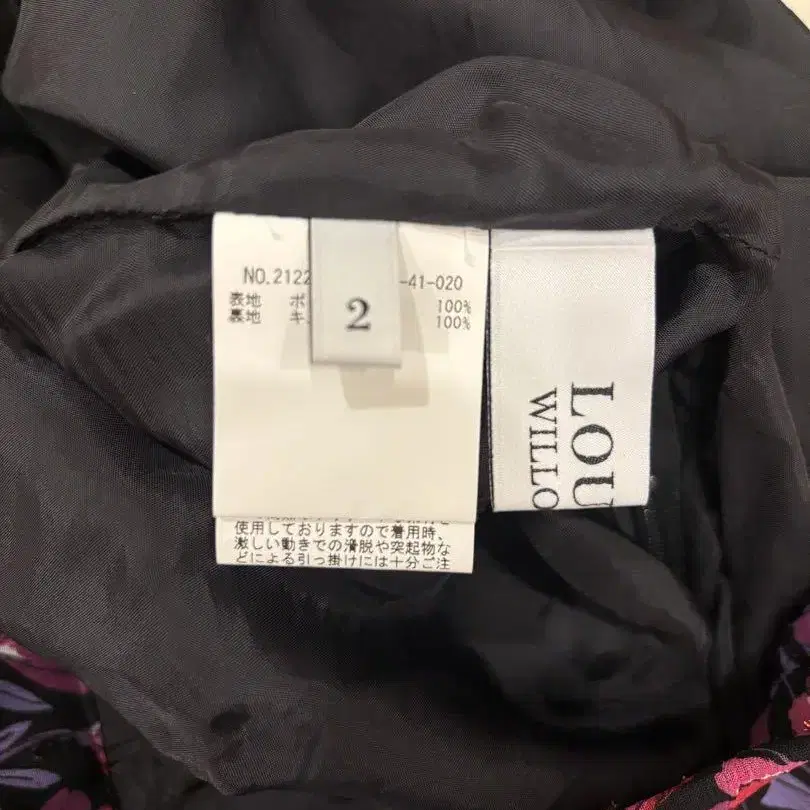 NO.2122
-41-020
表地 ポ
100%
裏地 キ
100%
2
LOU
WILLO
使用しておりますので着用時、
激しい動きでの滑脱や突起物な
どによる引っ掛けには十分ご注